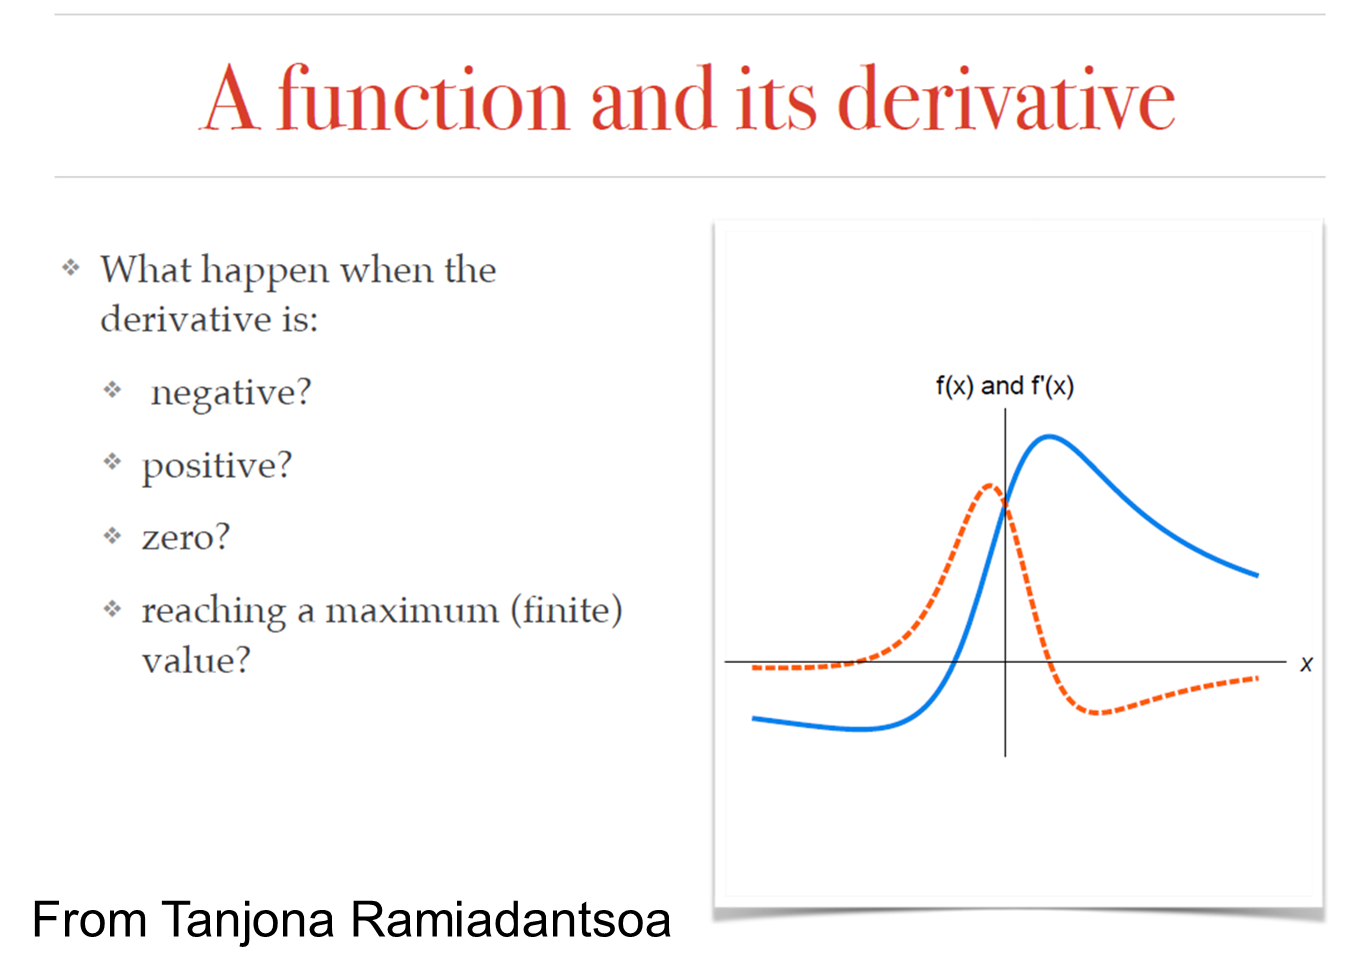 A function and its derivative
What happen when the
derivative is:
negative?
positive?
zero?
reaching a maximum (finite)
value?
f(x) and f'(x)
x
From Tanjona Ramiadantsoa